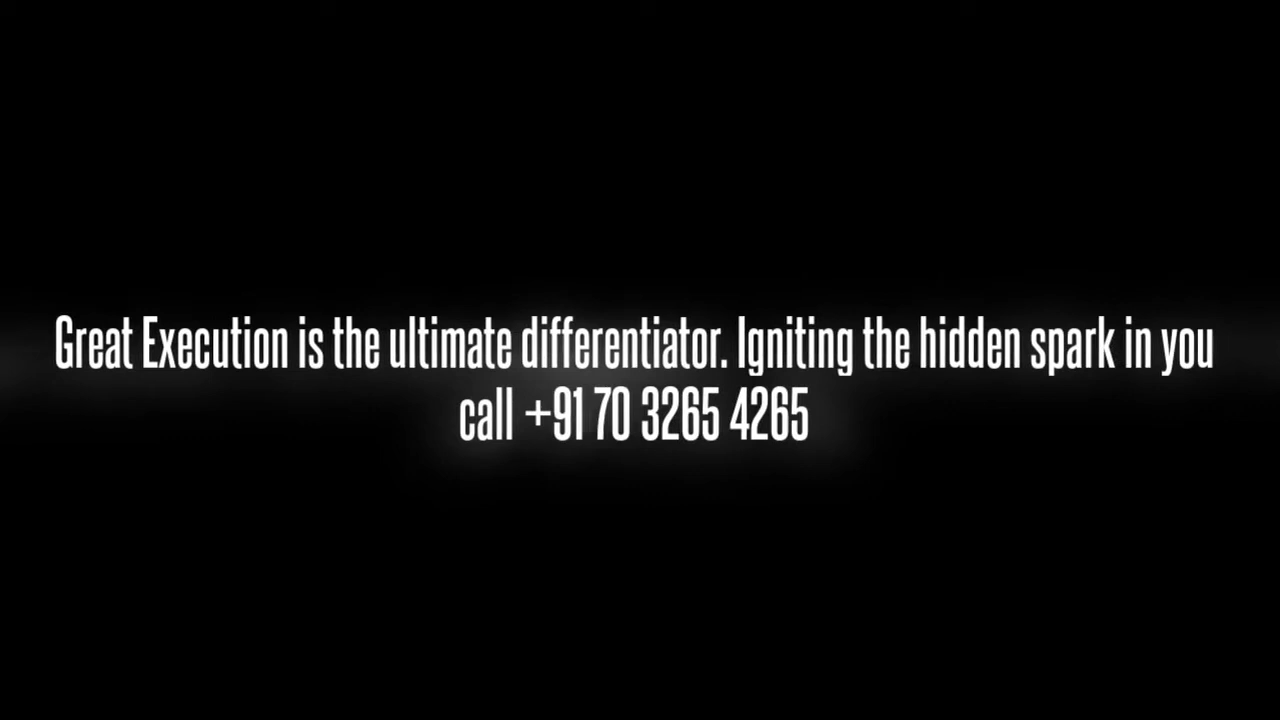 Great Execution is the ultimate differentiator. Igniting the hidden spark in you
call +91 70 3265 4265